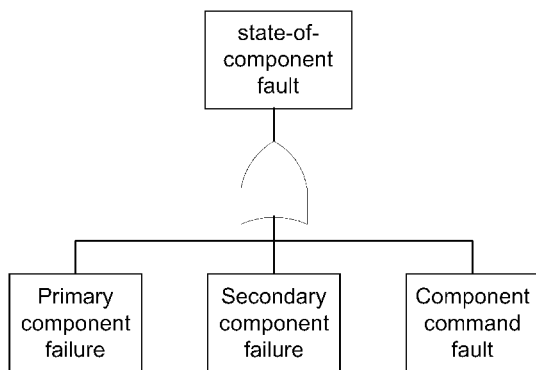 state-of-
component
fault
Primary
component
failure
Secondary
component
failure
Component
command
fault